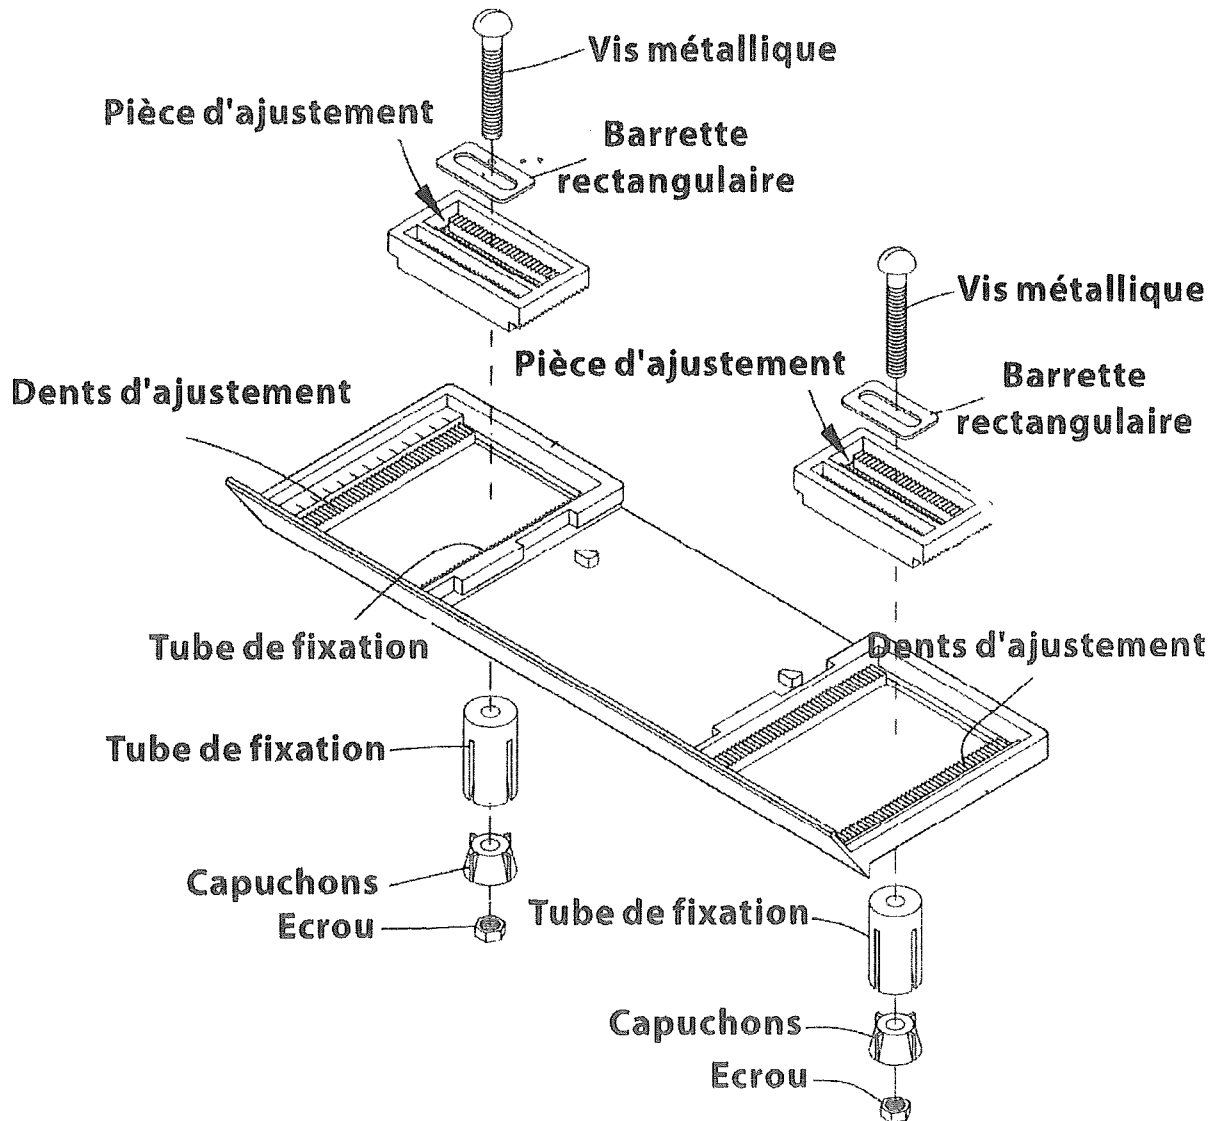 Vis métallique
Pièce d'ajustement
Barrette
rectangulaire
Vis métallique
Pièce d'ajustement
Barrette
rectangulaire
Dents d'ajustement
Tube de fixation
Dents d'ajustement
Tube de fixation
Capuchons
Ecrou
Tube de fixation
Capuchons
Ecrou